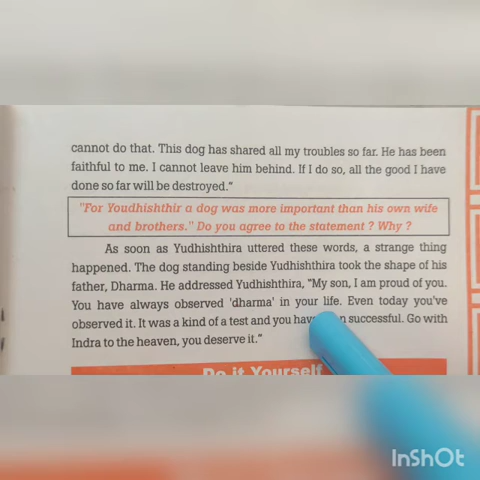 cannot do that. This dog has shared all my troubles so far. He has been
faithful to me. I cannot leave him behind. If I do so, all the good I have
done so far will be destroyed."
"For Youdhishthir a dog was more important than his own wife
and brothers." Do you agree to the statement ? Why ?
As soon as Yudhishthira uttered these words, a strange thing
happened. The dog standing beside Yudhishthira took the shape of his
father, Dharma. He addressed Yudhishthira, "My son, I am proud of you.
You have always observed 'dharma' in your life. Even today you've
observed it. It was a kind of a test and you successful. Go with
Indra to the heaven, you deserve it."
Do it Yourself
InShOt